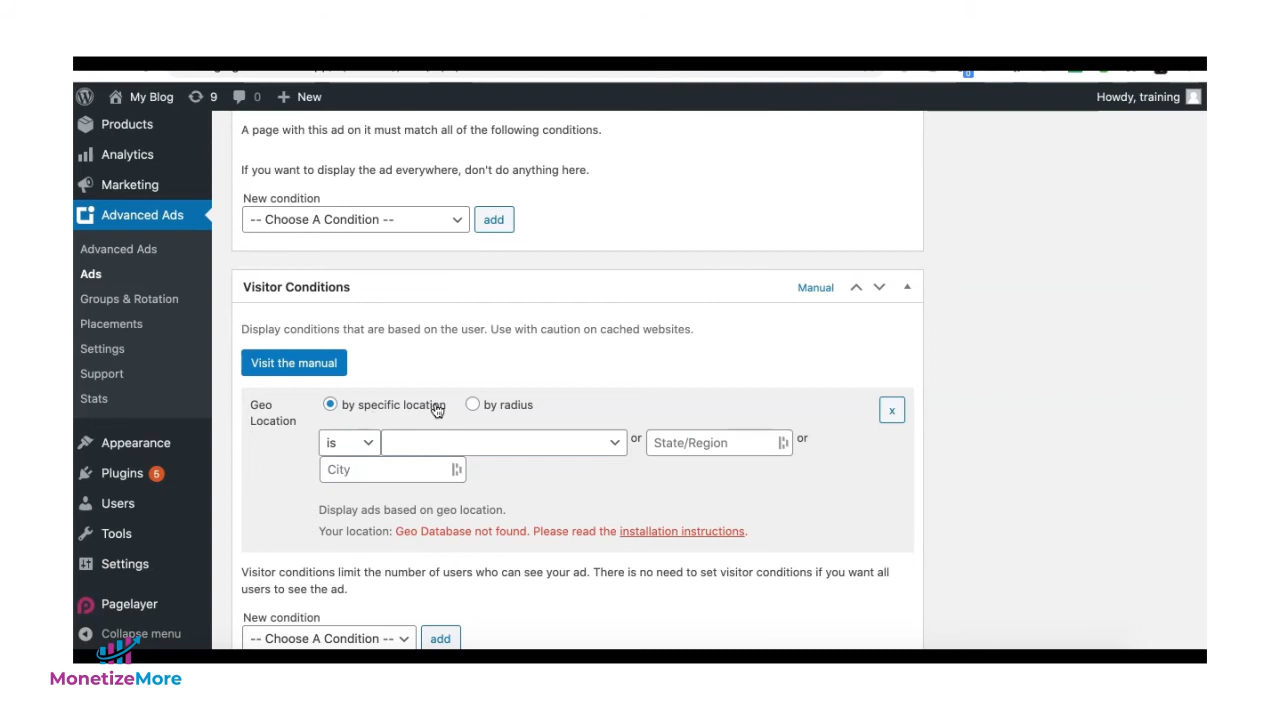 My Blog 9 0 New Howdy, training
Products
Analytics
Marketing
Advanced Ads
Advanced Ads
Ads
Groups & Rotation
Placements
Settings
Support
Stats
Appearance
Plugins 5
Users
Tools
Settings
Pagelayer
Collapse menu
A page with this ad on it must match all of the following conditions.
If you want to display the ad everywhere, don't do anything here.
New condition
-- Choose A Condition -- add
Visitor Conditions Manual
Display conditions that are based on the user. Use with caution on cached websites.
Visit the manual
Geo Location
by specific location by radius x
is or State/Region or
City
Display ads based on geo location.
Your location: Geo Database not found. Please read the installation instructions.
Visitor conditions limit the number of users who can see your ad. There is no need to set visitor conditions if you want all
users to see the ad.
New condition
-- Choose A Condition -- add
MonetizeMore